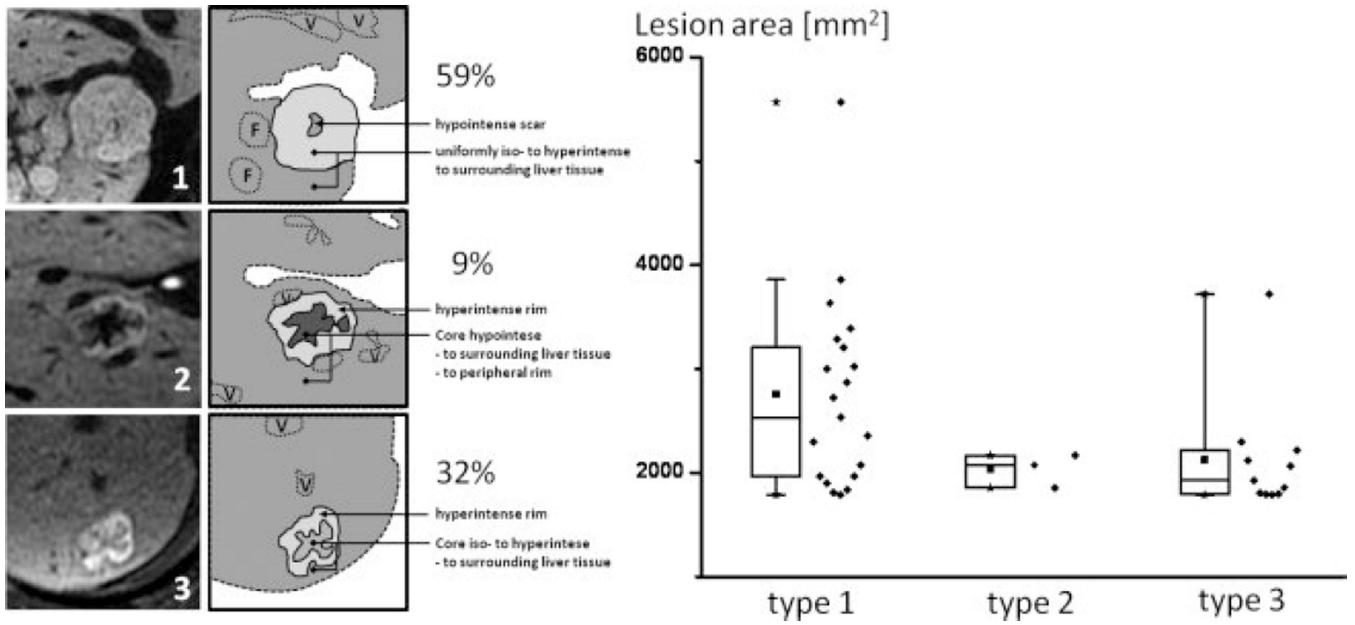 1
V
V
F
F
59%
hypointense scar
uniformly iso- to hyperintense
to surrounding liver tissue
2
V
V
V
9%
hyperintense rim
Core hypointese
- to surrounding liver tissue
- to peripheral rim
3
V
V
32%
hyperintense rim
Core iso- to hyperintese
- to surrounding liver tissue
Lesion area [mm²]
6000
4000
2000
type 1
type 2
type 3